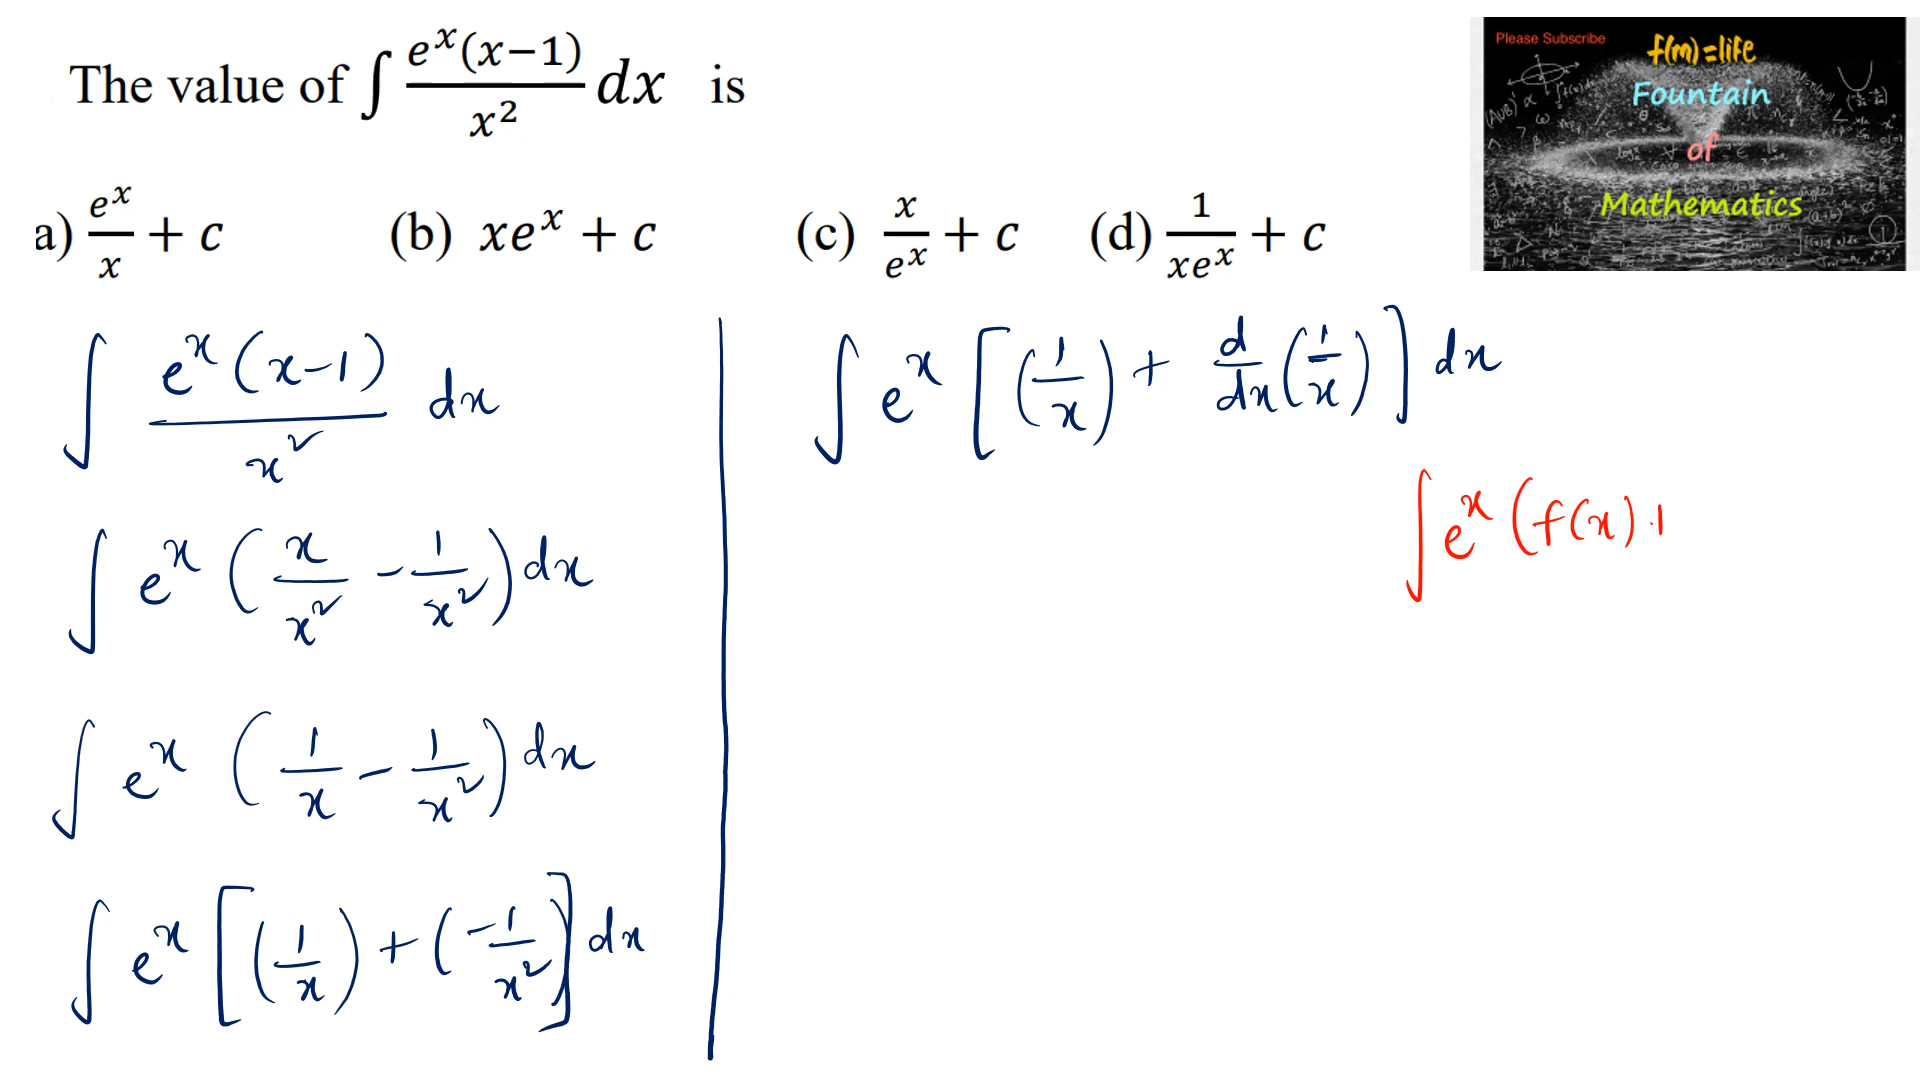 The value of ∫ eˣ(x−1)/x² dx is
a) eˣ/x + c (b) xeˣ + c (c) x/eˣ + c (d) 1/xeˣ + c
Please Subscribe
f(m)=life
Fountain
of
Mathematics
∫ eˣ(x-1)/x² dx
∫ eˣ (x/x² - 1/x²) dx
∫ eˣ (1/x - 1/x²) dx
∫ eˣ [(1/x) + (-1/x²] dx
∫ eˣ [(1/x) + d/dx (1/x)] dx
∫ eˣ (f(x)